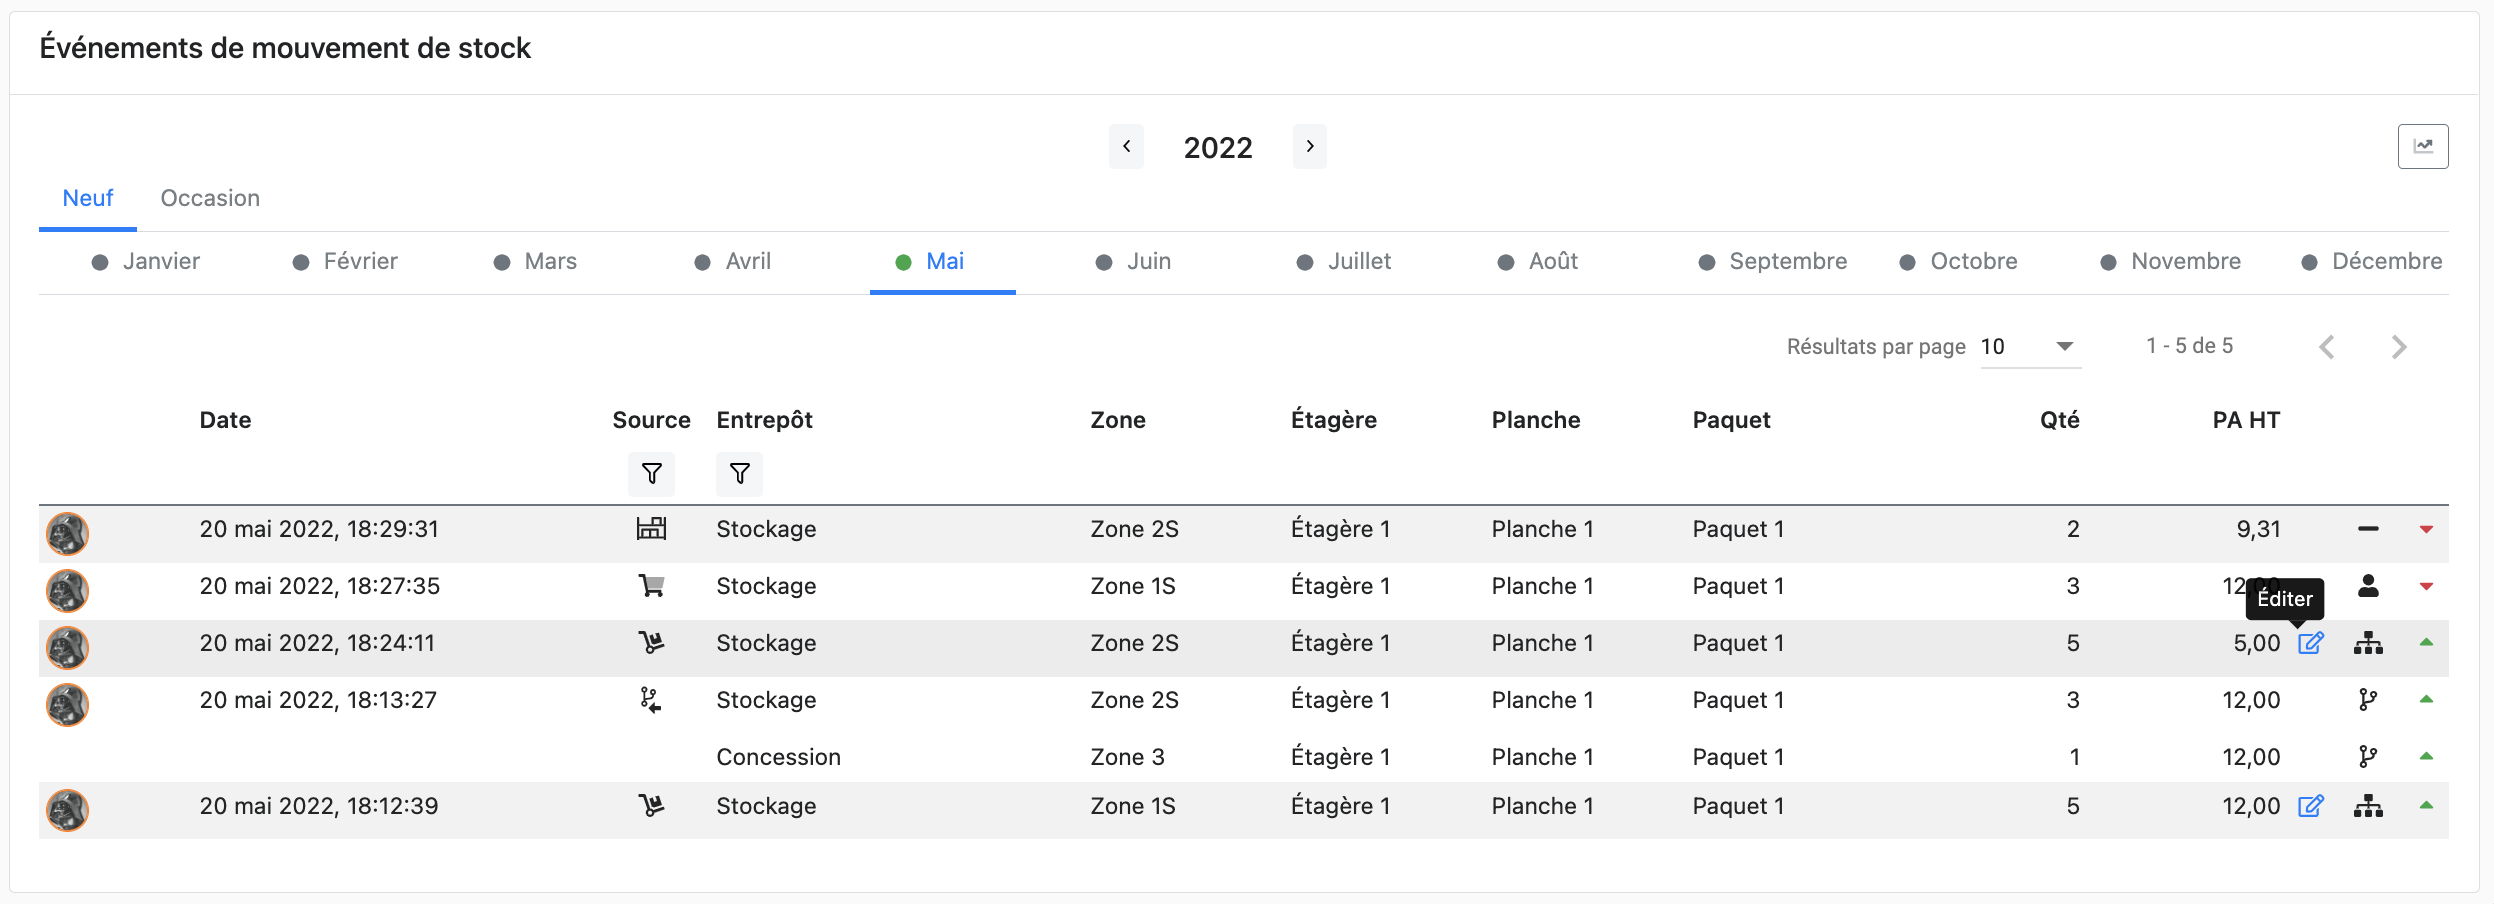 Événements de mouvement de stock
2022
Neuf Occasion
Janvier Février Mars Avril Mai Juin Juillet Août Septembre Octobre Novembre Décembre
Résultats par page 10 1 - 5 de 5
Date Source Entrepôt Zone Étagère Planche Paquet Qté PA HT
20 mai 2022, 18:29:31 Stockage Zone 2S Étagère 1 Planche 1 Paquet 1 2 9,31
20 mai 2022, 18:27:35 Stockage Zone 1S Étagère 1 Planche 1 Paquet 1 3 12,00
Éditer
20 mai 2022, 18:24:11 Stockage Zone 2S Étagère 1 Planche 1 Paquet 1 5 5,00
20 mai 2022, 18:13:27 Stockage Zone 2S Étagère 1 Planche 1 Paquet 1 3 12,00
Concession Zone 3 Étagère 1 Planche 1 Paquet 1 1 12,00
20 mai 2022, 18:12:39 Stockage Zone 1S Étagère 1 Planche 1 Paquet 1 5 12,00